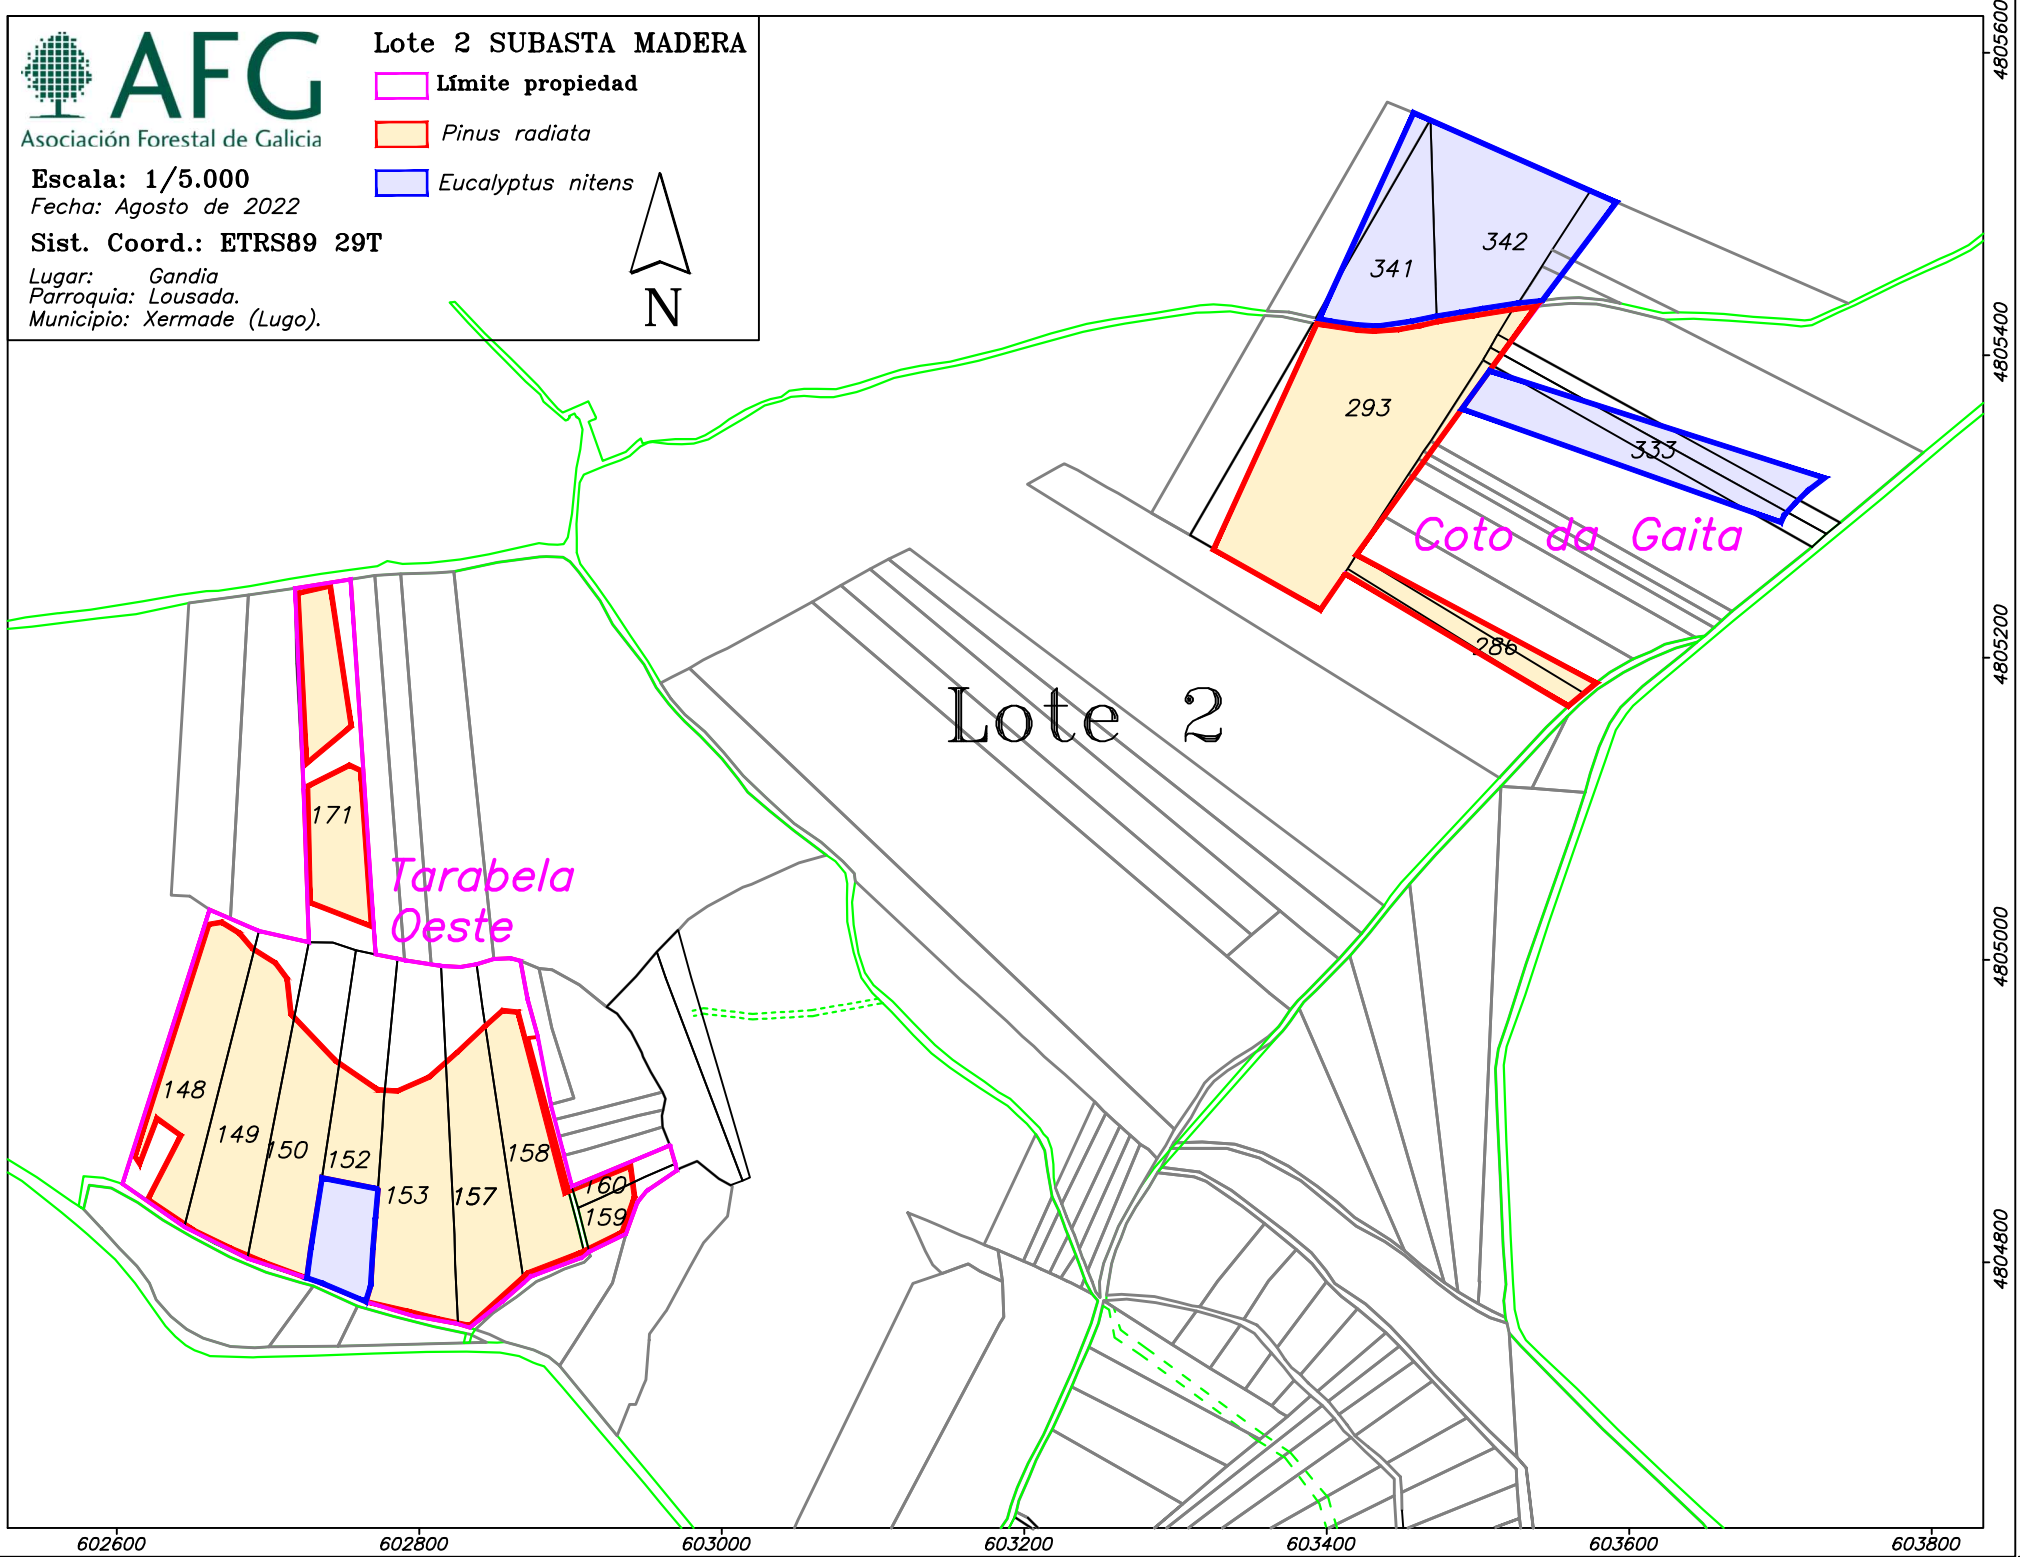 AFG
Asociación Forestal de Galicia
Lote 2 SUBASTA MADERA
Límite propiedad
Pinus radiata
Eucalyptus nitens
Escala: 1/5.000
Fecha: Agosto de 2022
Sist. Coord.: ETRS89 29T
Lugar: Gandia
Parroquia: Lousada.
Municipio: Xermade (Lugo).
N
4805600
342
341
4805400
293
333
Coto da Gaita
286
4805200
Lote 2
171
Tarabela
Oeste
4805000
148
149
150
152
158
153
157
160
159
4804800
602600
602800
603000
603200
603400
603600
603800